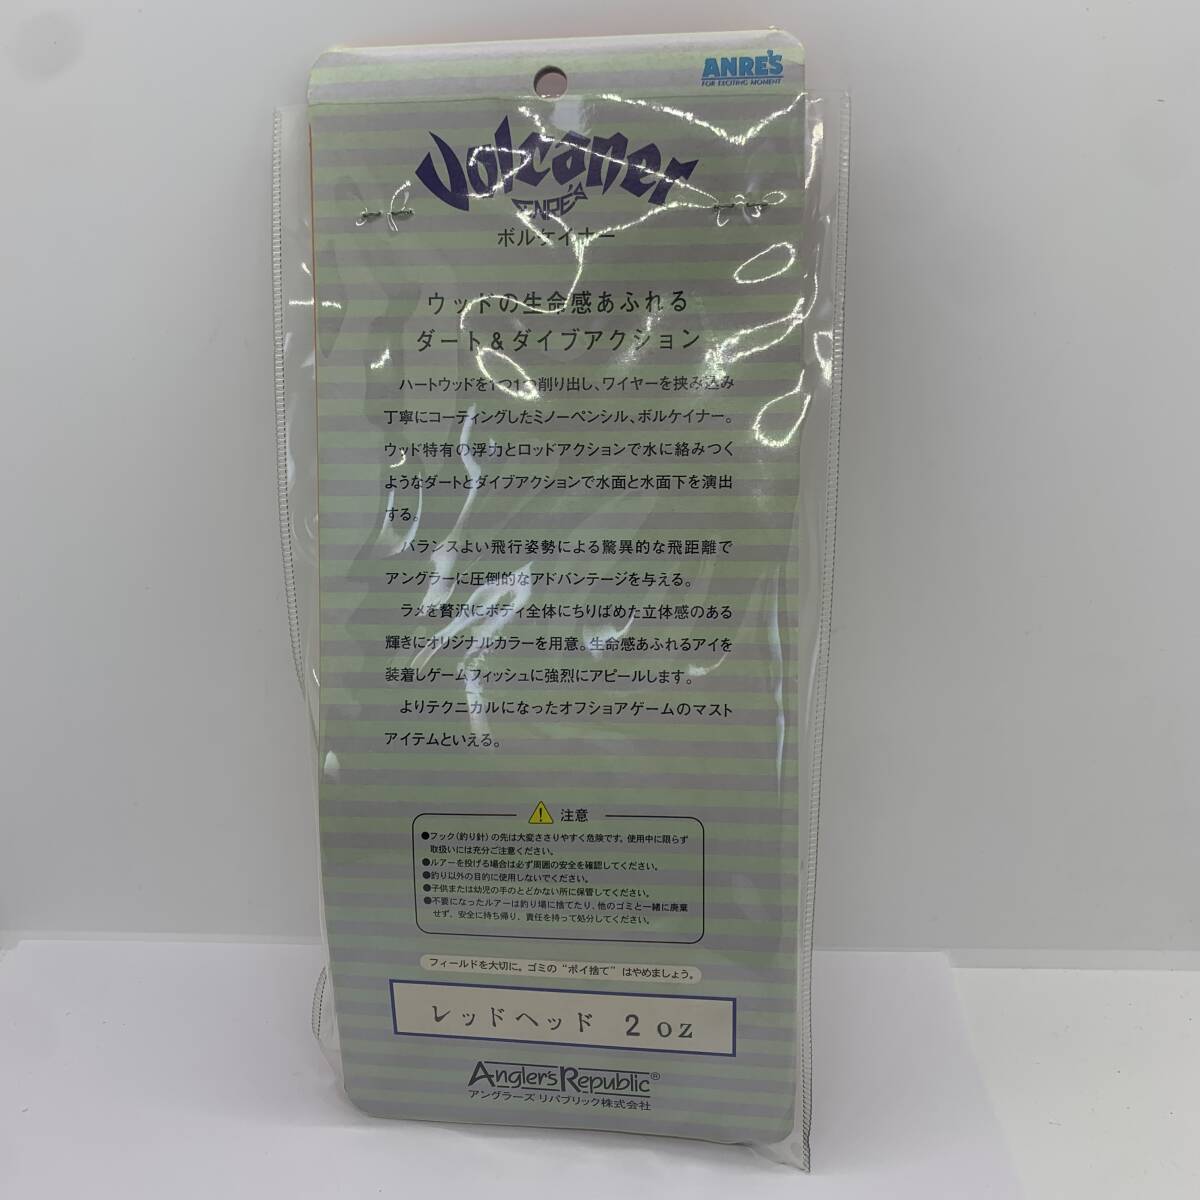 ANRE'S
FOR EXCITING MOMENT
Volcaner
ボルケイナー
ウッドの生命感あふれる
ダート&ダイブアクション
ハートウッドを1つ1つ削り出し、ワイヤーを挟み込み
丁寧にコーティングしたミノーペンシル、ボルケイナー。
ウッド特有の浮力とロッドアクションで水に絡みつく
ようなダートとダイブアクションで水面と水面下を演出
する。
バランスよい飛行姿勢による驚異的な飛距離で
アングラーに圧倒的なアドバンテージを与える。
ラメを贅沢にボディ全体にちりばめた立体感のある
輝きにオリジナルカラーを用意。生命感あふれるアイを
装着しゲームフィッシュに強烈にアピールします。
よりテクニカルになったオフショアゲームのマスト
アイテムといえる。
注意
●フック(釣り針)の先は大変ささりやすく危険です。使用中に限らず
取扱いには充分ご注意ください。
●ルアーを投げる場合は必ず周囲の安全を確認してください。
●釣り以外の目的に使用しないでください。
●子供または幼児の手のとどかない所に保管してください。
●不要になったルアーは釣り場に捨てたり、他のゴミと一緒に廃棄
せず、安全に持ち帰り、責任を持って処分してください。
フィールドを大切に。ゴミの“ポイ捨て”はやめましょう。
レッドヘッド 2oz
Angler's Republic®
アングラーズ リパブリック株式会社